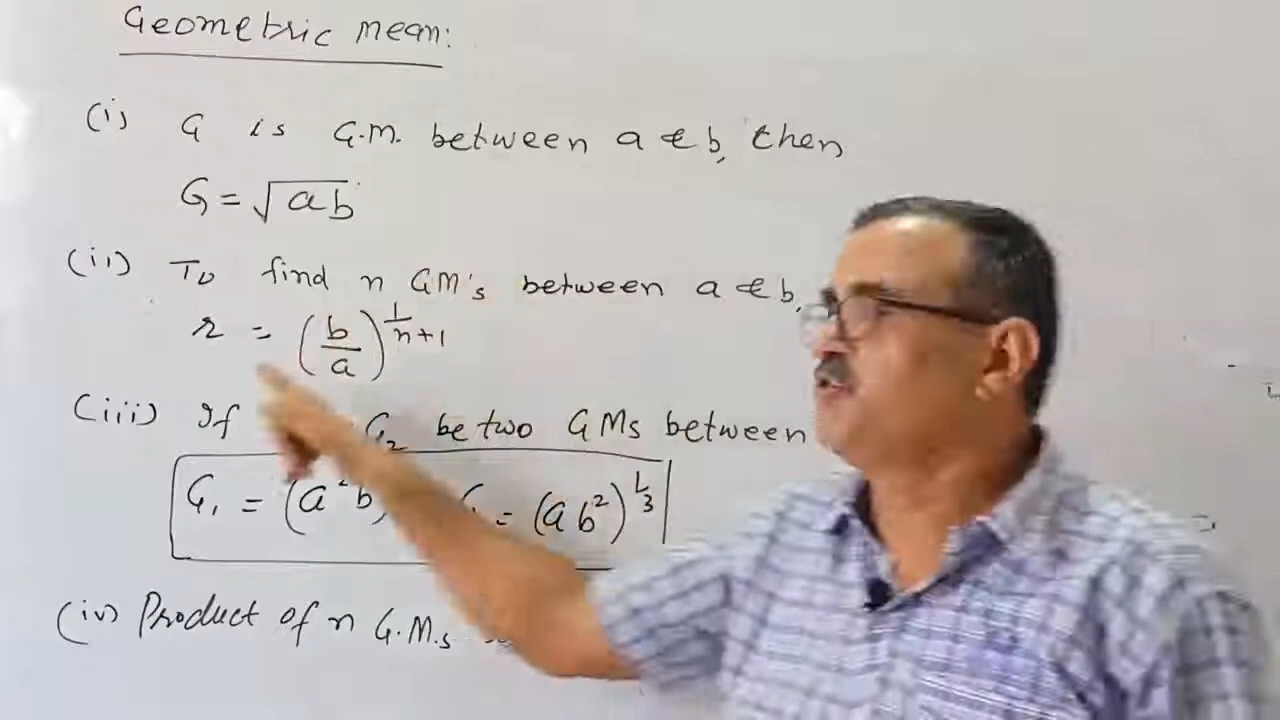 Geometric mean:
(i) G is G.M. between a & b, then
G = √ab
(ii) To find n GM's between a & b,
r = (b/a)^1/n+1
(iii) If G₂ be two GMs between
G₁ = (a²b) = (ab²)^1/3
(iv) Product of n G.M.s